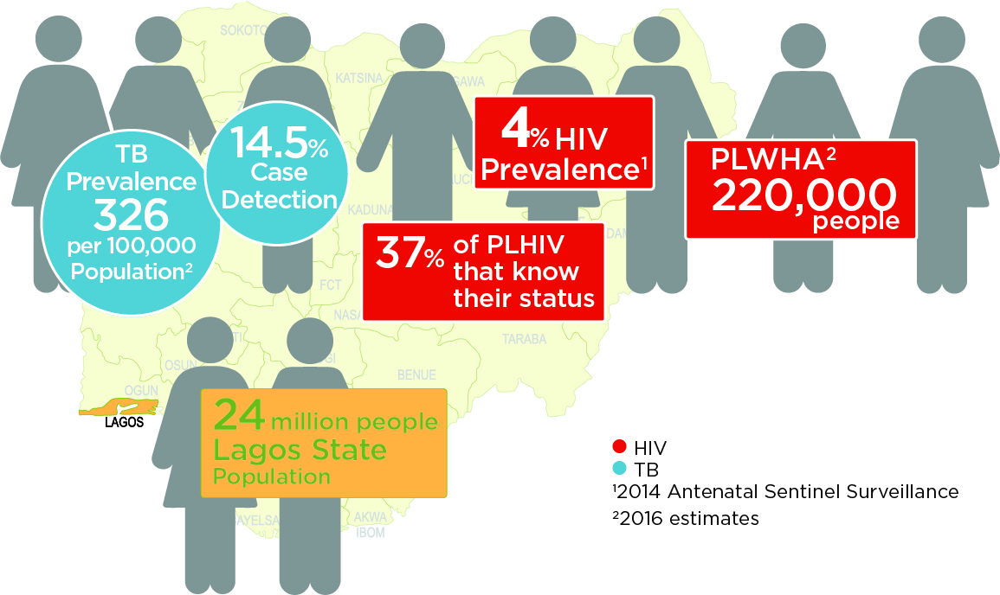 SOKOTO
KATSINA
TB
Prevalence
326
per 100,000
Population²
14.5%
Case
Detection
4% HIV
Prevalence¹
PLWHA²
220,000
people
KADUNA
37% of PLHIV
that know
their status
FCT
TARABA
OSUN
BENUE
OGUN
LAGOS
24 million people
Lagos State
Population
AKWA
IBOM
HIV
TB
¹2014 Antenatal Sentinel Surveillance
²2016 estimates